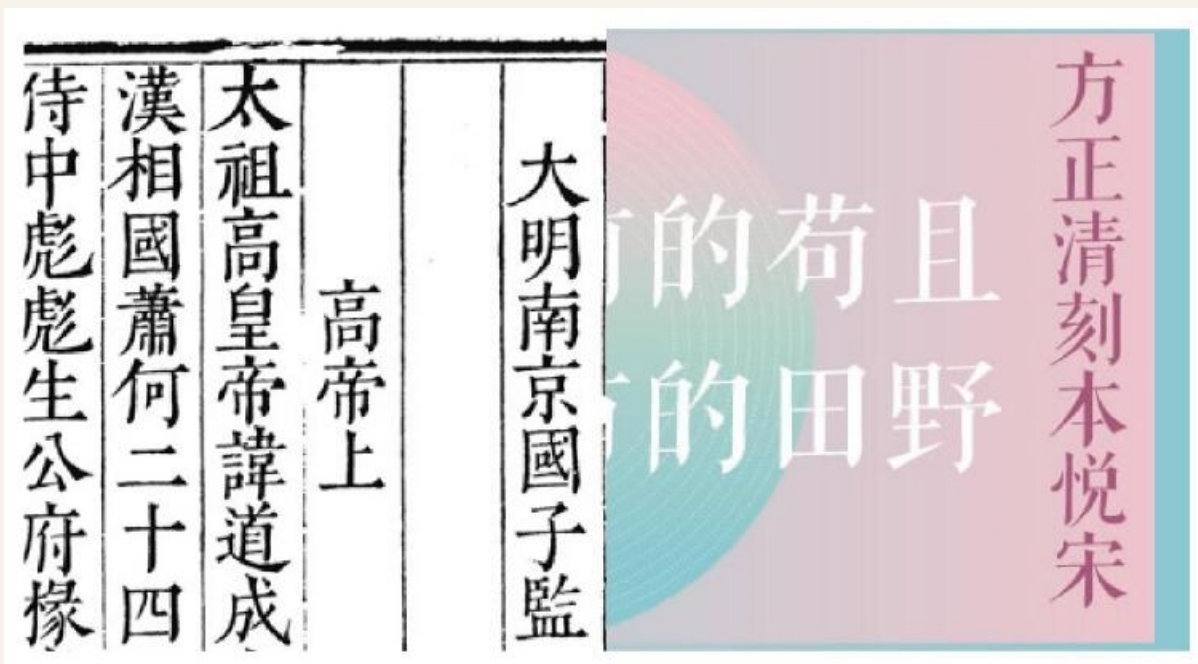 大明南京國子監
高帝上
太祖高皇帝諱道成
漢相國蕭何二十四
侍中彪彪生公府掾
方正清刻本悦宋
的苟且
的田野